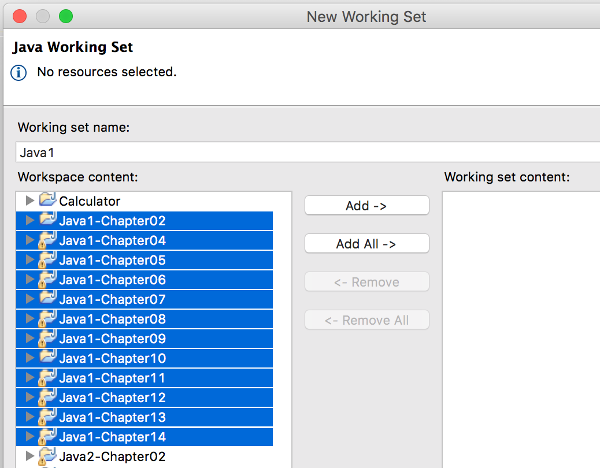 New Working Set
Java Working Set
No resources selected.
Working set name:
Java1
Workspace content:
Working set content:
Calculator
Java1-Chapter02
Java1-Chapter04
Java1-Chapter05
Java1-Chapter06
Java1-Chapter07
Java1-Chapter08
Java1-Chapter09
Java1-Chapter10
Java1-Chapter11
Java1-Chapter12
Java1-Chapter13
Java1-Chapter14
Java2-Chapter02
Add ->
Add All ->
<- Remove
<- Remove All